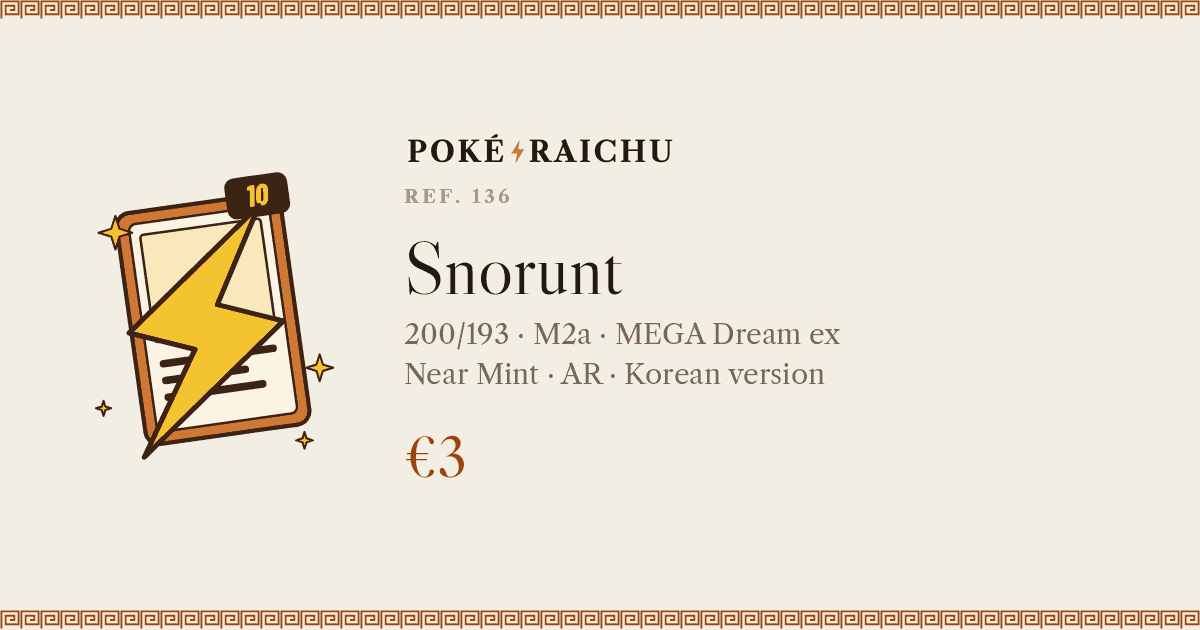 10
POKÉ RAICHU
REF. 136
Snorunt
200/193 · M2a · MEGA Dream ex
Near Mint · AR · Korean version
€3